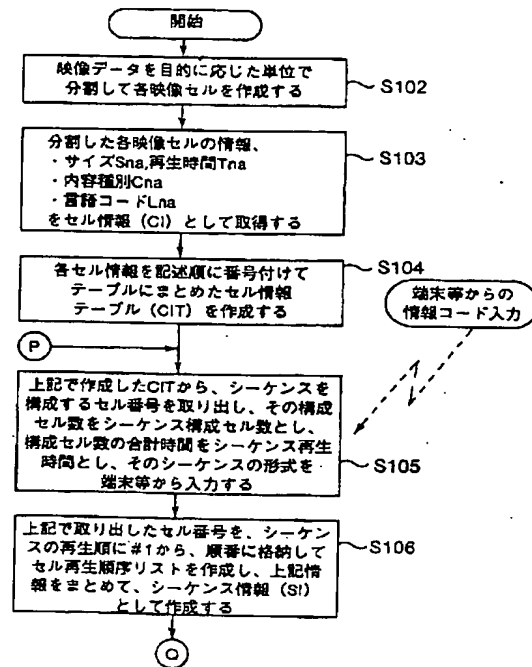 開始
映像データを目的に応じた単位で
分割して各映像セルを作成する
S102
分割した各映像セルの情報、
・サイズSna,再生時間Tna
・内容種別Cna
・言語コードLna
をセル情報（CI）として取得する
S103
各セル情報を記述順に番号付けて
テーブルにまとめたセル情報
テーブル（CIT）を作成する
S104
端末等からの
情報コード入力
P
上記で作成したCITから、シーケンスを
構成するセル番号を取り出し、その構成
セル数をシーケンス構成セル数とし、
構成セル数の合計時間をシーケンス再生
時間とし、そのシーケンスの形式を
端末等から入力する
S105
上記で取り出したセル番号を、シーケン
スの再生順に#1から、順番に格納して
セル再生順序リストを作成し、上記情
報をまとめて、シーケンス情報（SI）
として作成する
S106
Q